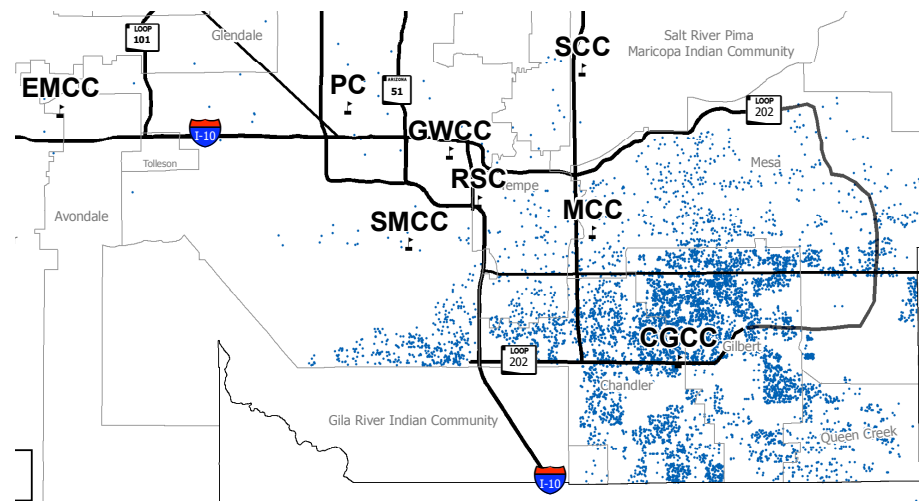 LOOP
101
Glendale
SCC
Salt River Pima
Maricopa Indian Community
EMCC
PC
ARIZONA
51
LOOP
202
I-10
GWCC
Mesa
Tolleson
RSC
Tempe
Avondale
SMCC
MCC
CGCC
Gilbert
LOOP
202
Chandler
Gila River Indian Community
Queen Creek
I-10